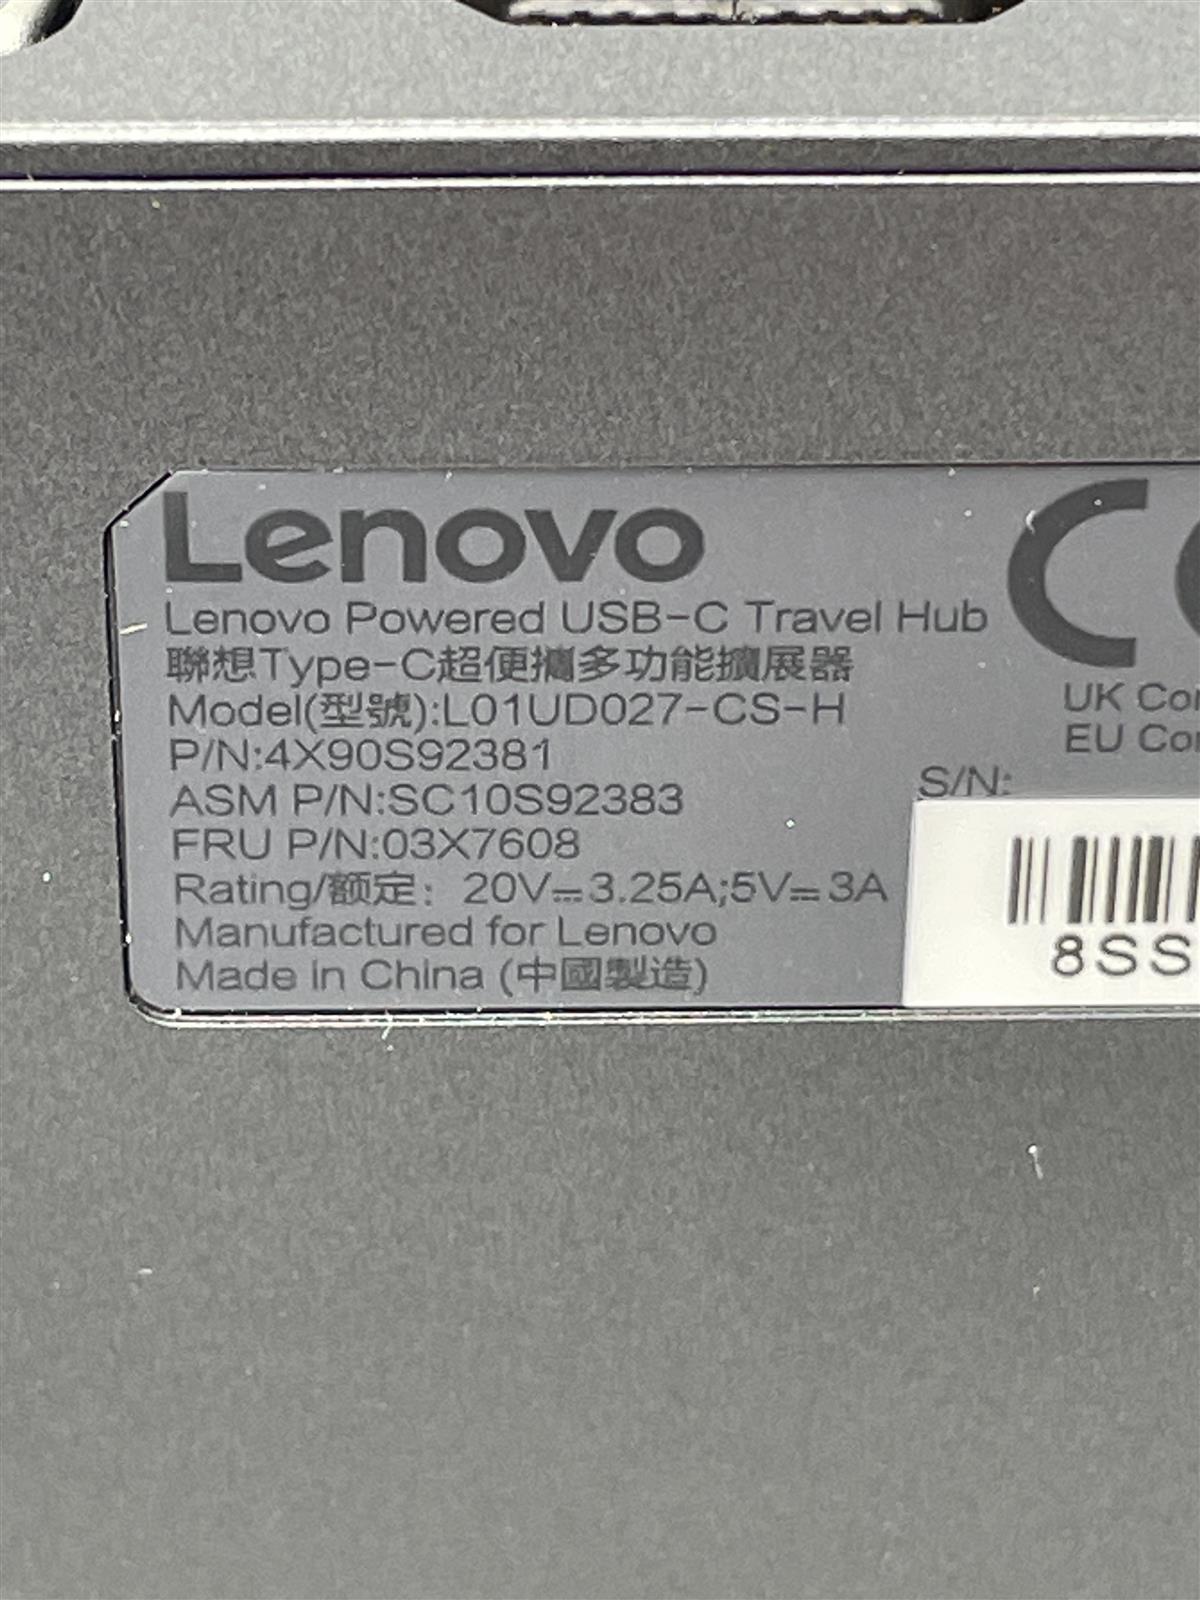 Lenovo
Lenovo Powered USB-C Travel Hub
聯想Type-C超便攜多功能擴展器
Model(型號):L01UD027-CS-H
P/N:4X90S92381
ASM P/N:SC10S92383
FRU P/N:03X7608
Rating/额定: 20V⎓3.25A;5V⎓3A
Manufactured for Lenovo
Made in China (中國製造)
UK
EU
S/N:
8SS